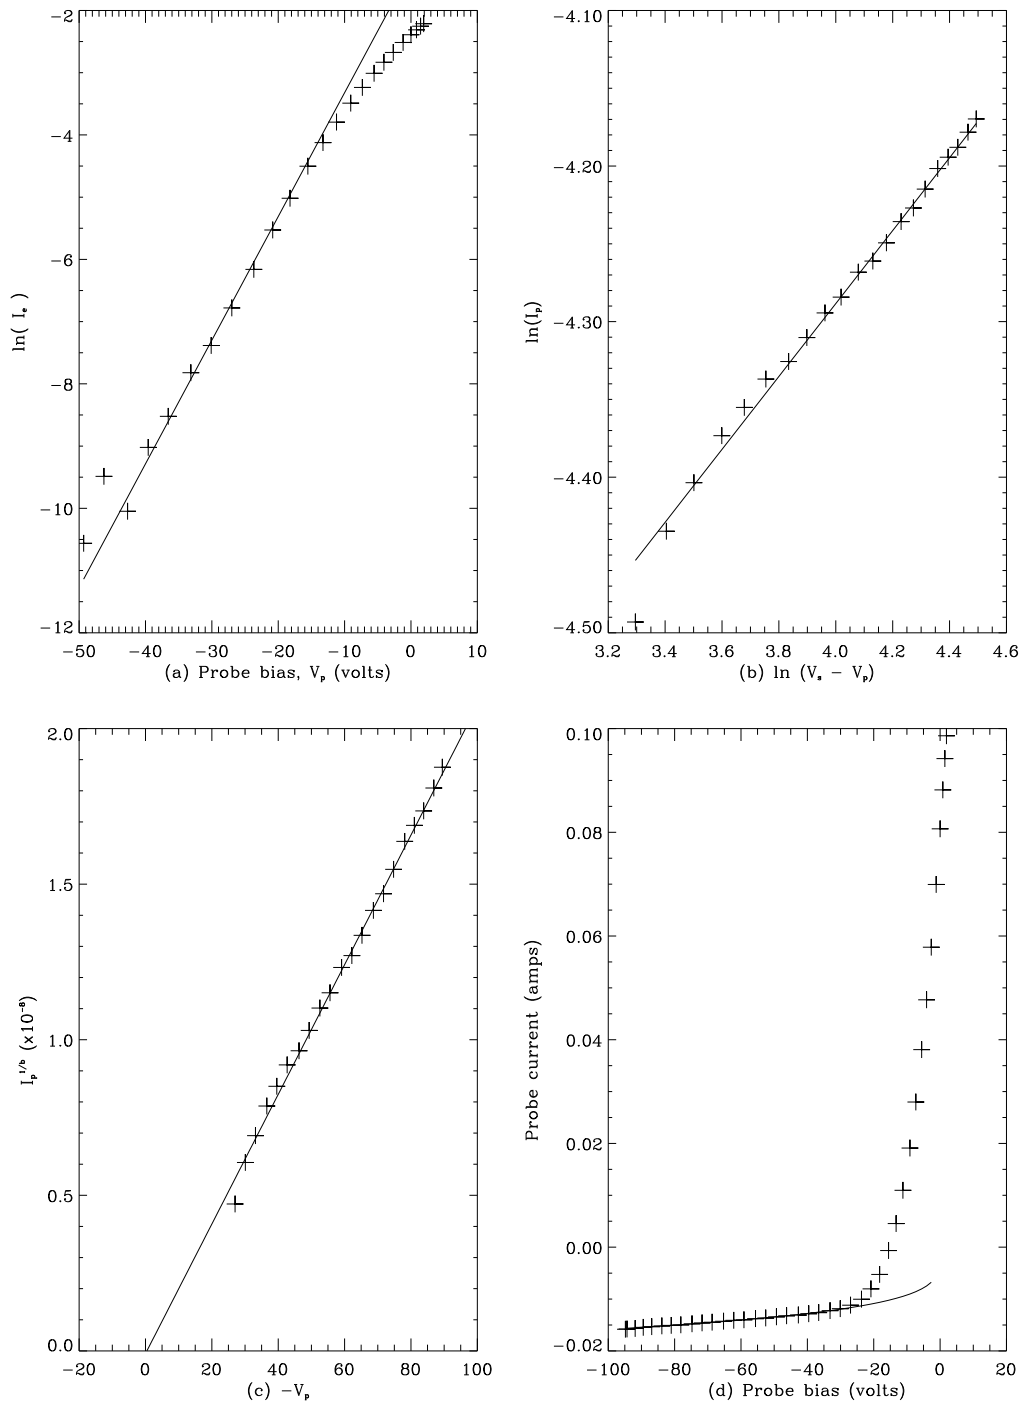 -2
-4
-6
-8
-10
-12
ln( Iₑ )
-50 -40 -30 -20 -10 0 10
(a) Probe bias, Vₚ (volts)
-4.10
-4.20
-4.30
-4.40
-4.50
ln(Iₚ)
3.2 3.4 3.6 3.8 4.0 4.2 4.4 4.6
(b) ln (Vₛ - Vₚ)
2.0
1.5
1.0
0.5
0.0
Iₚ¹/ᵇ (x10⁻⁸)
-20 0 20 40 60 80 100
(c) -Vₚ
0.10
0.08
0.06
0.04
0.02
0.00
-0.02
Probe current (amps)
-100 -80 -60 -40 -20 0 20
(d) Probe bias (volts)